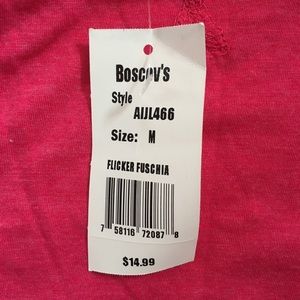 Boscov's
Style
AIJL466
Size: M
FLICKER FUSCHIA
7 58116 72087 8
$14.99